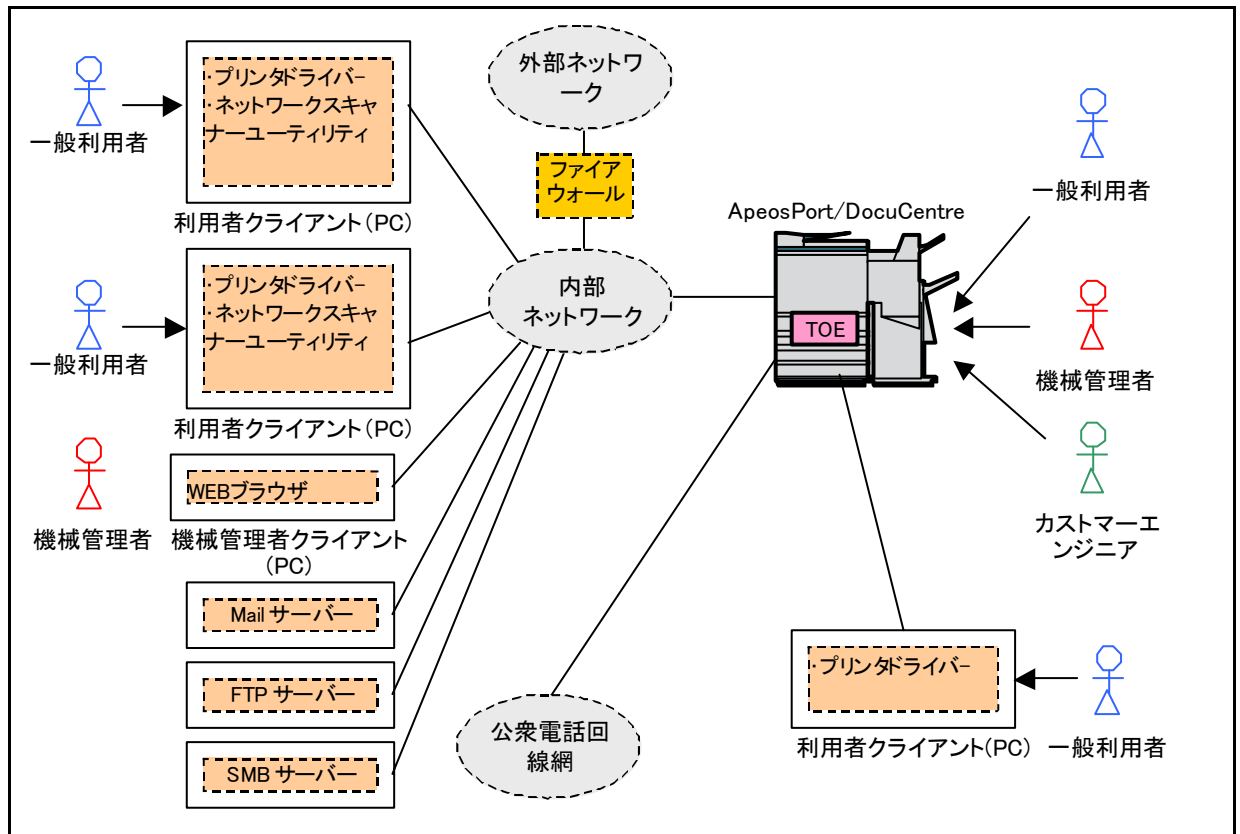 ・プリンタドライバー
・ネットワークスキャ
ナーユーティリティ
一般利用者
利用者クライアント(PC)
外部ネットワ
ーク
ファイア
ウォール
内部
ネットワーク
ApeosPort/DocuCentre
TOE
一般利用者
機械管理者
カストマーエ
ンジニア
・プリンタドライバー
・ネットワークスキャ
ナーユーティリティ
一般利用者
利用者クライアント(PC)
WEBブラウザ
機械管理者
機械管理者クライアント
(PC)
Mail サーバー
FTP サーバー
SMB サーバー
公衆電話回
線網
・プリンタドライバー
利用者クライアント(PC)
一般利用者